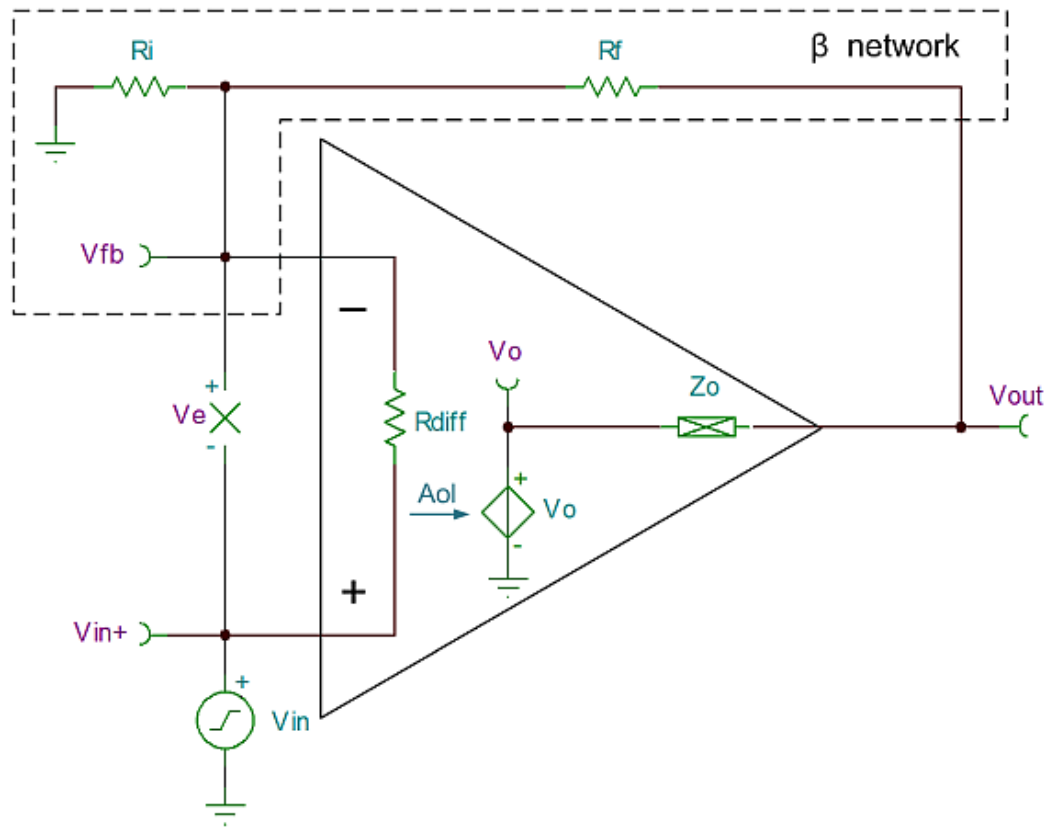 Ri
Rf
β network
Vfb
−
Vo
Zo
Vout
+
Ve
-
Rdiff
Aol
+
Vo
-
+
Vin+
+
Vin